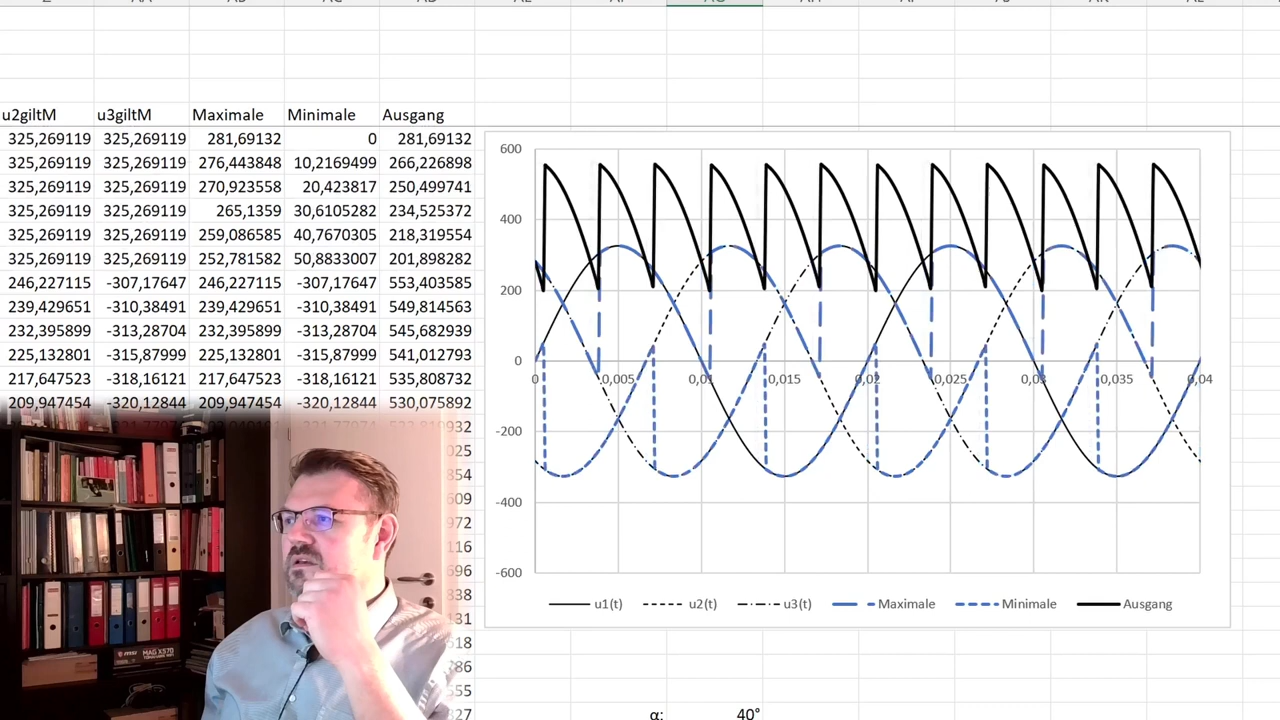 u2giltM u3giltM Maximale Minimale Ausgang
325,269119 325,269119 281,69132 0 281,69132
325,269119 325,269119 276,443848 10,2169499 266,226898
325,269119 325,269119 270,923558 20,423817 250,499741
325,269119 325,269119 265,1359 30,6105282 234,525372
325,269119 325,269119 259,086585 40,7670305 218,319554
325,269119 325,269119 252,781582 50,8833007 201,898282
246,227115 -307,17647 246,227115 -307,17647 553,403585
239,429651 -310,38491 239,429651 -310,38491 549,814563
232,395899 -313,28704 232,395899 -313,28704 545,682939
225,132801 -315,87999 225,132801 -315,87999 541,012793
217,647523 -318,16121 217,647523 -318,16121 535,808732
209,947454 -320,12844 209,947454 -320,12844 530,075892
600
400
200
0
-200
-400
-600
0 0,005 0,01 0,015 0,02 0,025 0,03 0,035 0,04
u1(t) u2(t) u3(t) Maximale Minimale Ausgang
α: 40°
MAG X570